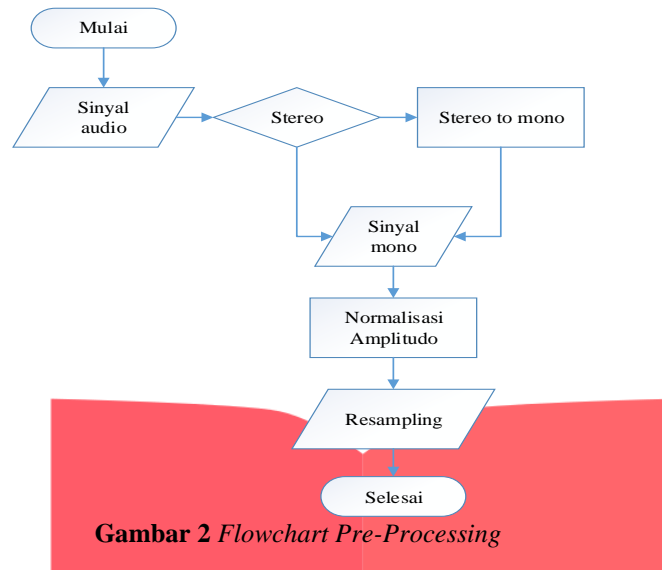 Mulai
Sinyal
audio
Stereo
Stereo to mono
Sinyal
mono
Normalisasi
Amplitudo
Resampling
Selesai
Gambar 2 Flowchart Pre-Processing